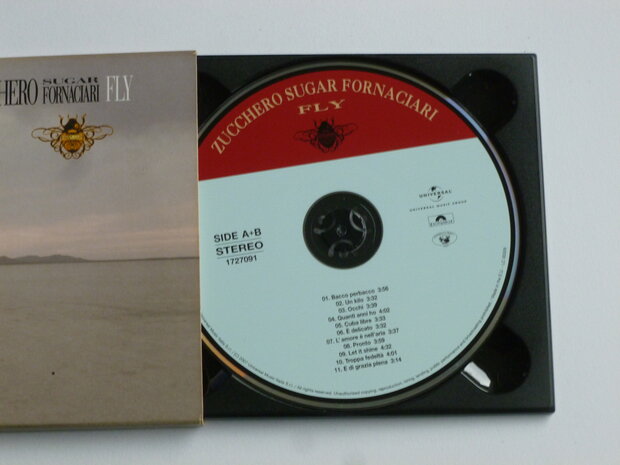 HERO SUGAR FORNACIARI FLY
ZUCCHERO SUGAR FORNACIARI
FLY
UNIVERSAL
UNIVERSAL MUSIC GROUP
SIDE A+B
STEREO
1727091
01. Bacco perbacco 3:56
02. Un kilo 3:32
03. Occhi 3:39
04. Quanti anni ho 4:02
05. Cuba libre 3:33
06. E delicato 3:32
07. L' amore è nell'aria 3:37
08. Pronto 3:59
09. Let it shine 4:32
10. Troppa fedeltà 4:01
11. E di grazia plena 3:14